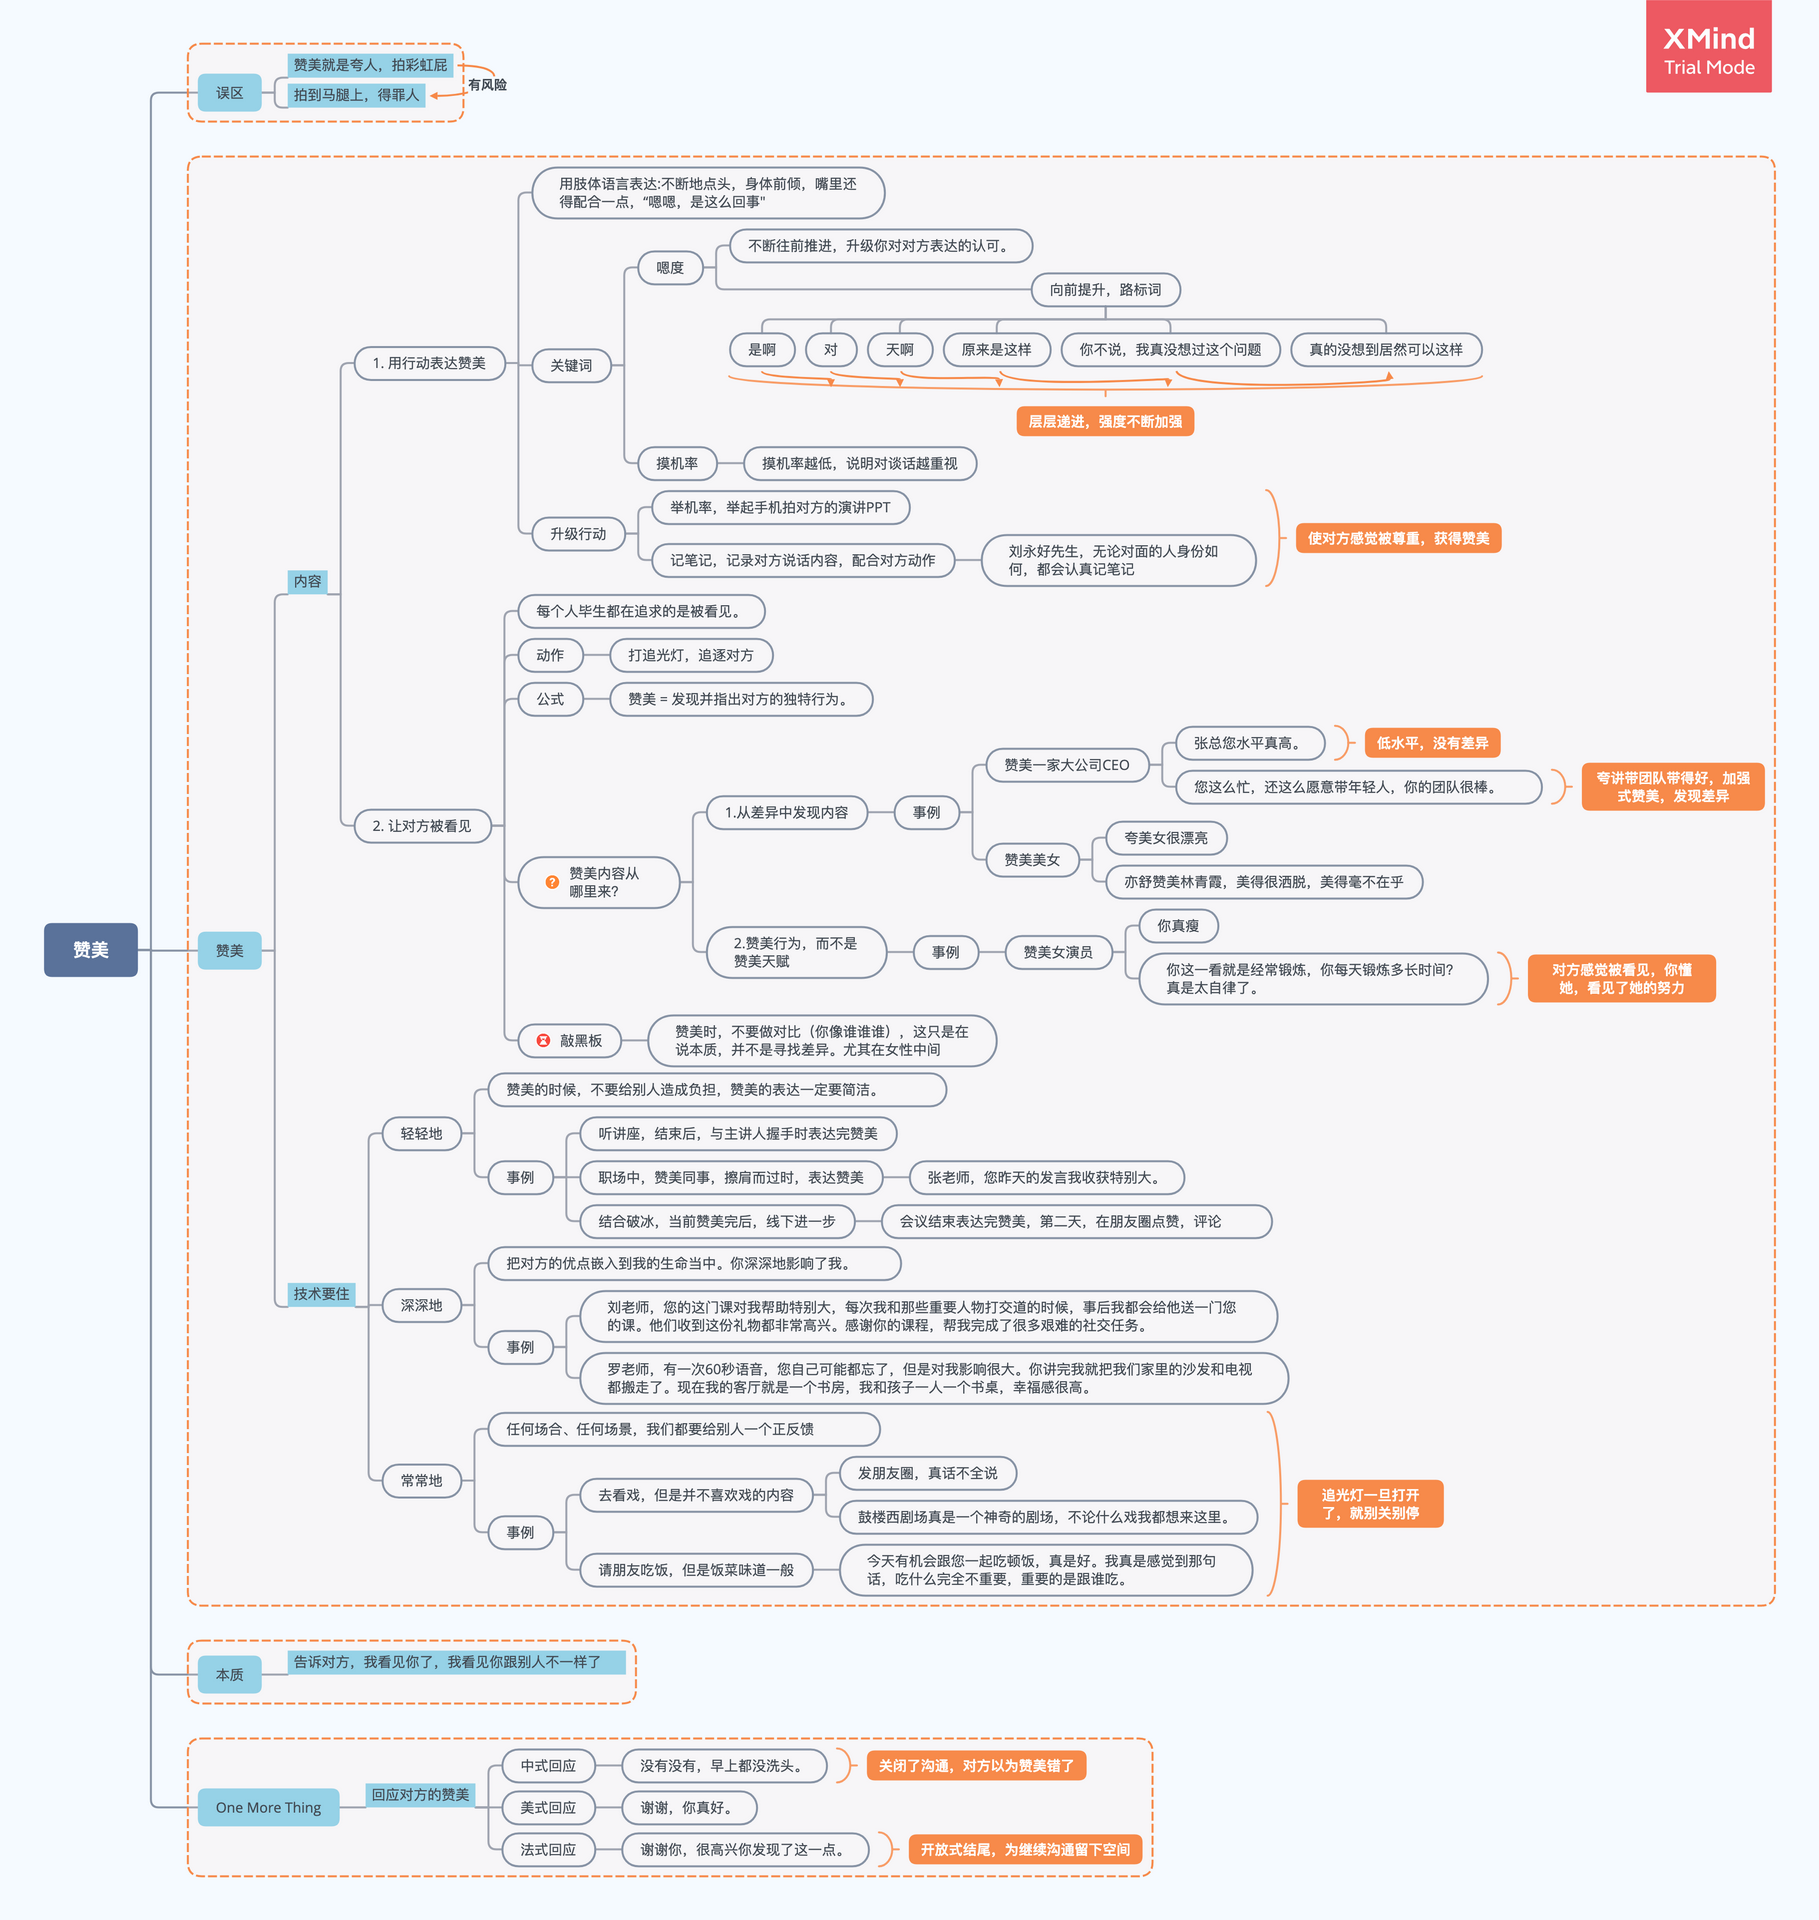 XMind
Trial Mode
误区
赞美就是夸人，拍彩虹屁
拍到马腿上，得罪人
有风险
赞美
赞美
内容
1. 用行动表达赞美
用肢体语言表达:不断地点头，身体前倾，嘴里还
得配合一点，“嗯嗯，是这么回事"
关键词
嗯度
不断往前推进，升级你对对方表达的认可。
向前提升，路标词
是啊
对
天啊
原来是这样
你不说，我真没想过这个问题
真的没想到居然可以这样
层层递进，强度不断加强
摸机率
摸机率越低，说明对谈话越重视
升级行动
举机率，举起手机拍对方的演讲PPT
记笔记，记录对方说话内容，配合对方动作
刘永好先生，无论对面的人身份如
何，都会认真记笔记
使对方感觉被尊重，获得赞美
2. 让对方被看见
每个人毕生都在追求的是被看见。
动作
打追光灯，追逐对方
公式
赞美 = 发现并指出对方的独特行为。
赞美内容从
哪里来?
1.从差异中发现内容
事例
赞美一家大公司CEO
张总您水平真高。
低水平，没有差异
您这么忙，还这么愿意带年轻人，你的团队很棒。
夸讲带团队带得好，加强
式赞美，发现差异
赞美美女
夸美女很漂亮
亦舒赞美林青霞，美得很洒脱，美得毫不在乎
2.赞美行为，而不是
赞美天赋
事例
赞美女演员
你真瘦
你这一看就是经常锻炼，你每天锻炼多长时间?
真是太自律了。
对方感觉被看见，你懂
她，看见了她的努力
敲黑板
赞美时，不要做对比（你像谁谁谁），这只是在
说本质，并不是寻找差异。尤其在女性中间
技术要住
轻轻地
赞美的时候，不要给别人造成负担，赞美的表达一定要简洁。
事例
听讲座，结束后，与主讲人握手时表达完赞美
职场中，赞美同事，擦肩而过时，表达赞美
张老师，您昨天的发言我收获特别大。
结合破冰，当前赞美完后，线下进一步
会议结束表达完赞美，第二天，在朋友圈点赞，评论
深深地
把对方的优点嵌入到我的生命当中。你深深地影响了我。
事例
刘老师，您的这门课对我帮助特别大，每次我和那些重要人物打交道的时候，事后我都会给他送一门您
的课。他们收到这份礼物都非常高兴。感谢你的课程，帮我完成了很多艰难的社交任务。
罗老师，有一次60秒语音，您自己可能都忘了，但是对我影响很大。你讲完我就把我们家里的沙发和电视
都搬走了。现在我的客厅就是一个书房，我和孩子一人一个书桌，幸福感很高。
常常地
任何场合、任何场景，我们都要给别人一个正反馈
事例
去看戏，但是并不喜欢戏的内容
发朋友圈，真话不全说
鼓楼西剧场真是一个神奇的剧场，不论什么戏我都想来这里。
请朋友吃饭，但是饭菜味道一般
今天有机会跟您一起吃顿饭，真是好。我真是感觉到那句
话，吃什么完全不重要，重要的是跟谁吃。
追光灯一旦打开
了，就别关别停
本质
告诉对方，我看见你了，我看见你跟别人不一样了
One More Thing
回应对方的赞美
中式回应
没有没有，早上都没洗头。
关闭了沟通，对方以为赞美错了
美式回应
谢谢，你真好。
法式回应
谢谢你，很高兴你发现了这一点。
开放式结尾，为继续沟通留下空间